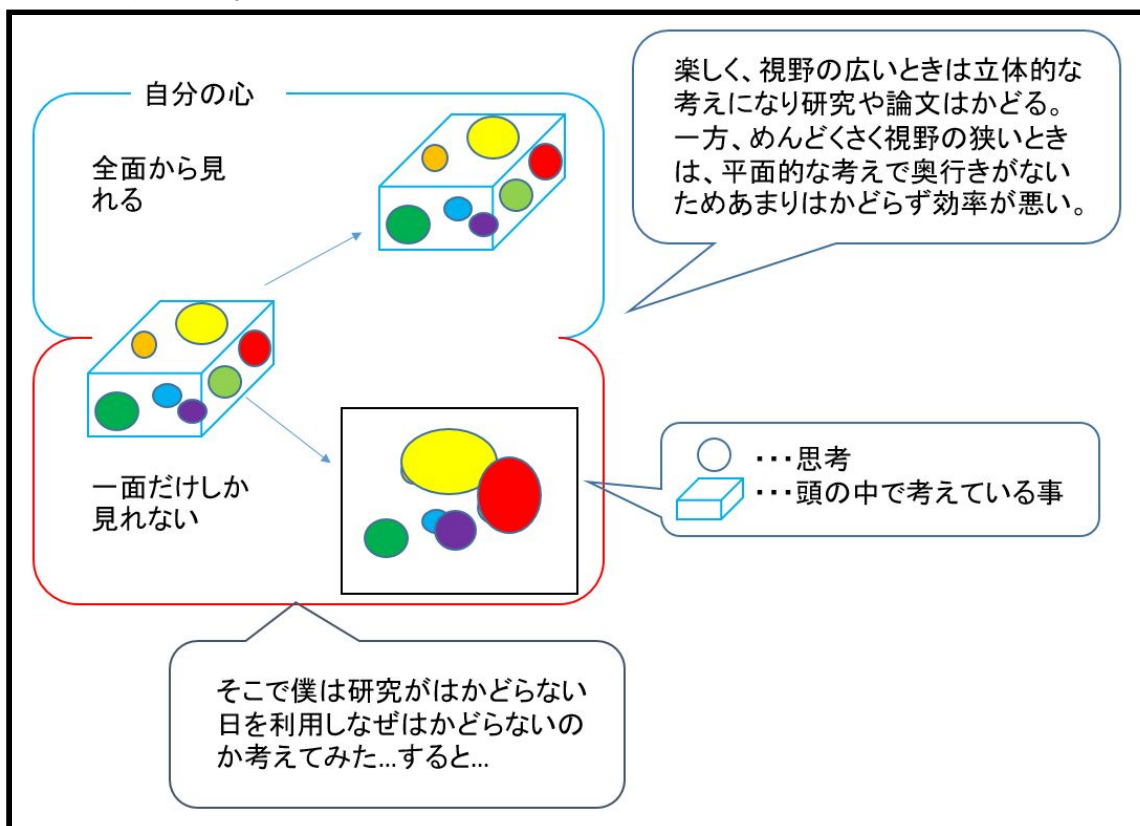 自分の心
全面から見
れる
楽しく、視野の広いときは立体的な
考えになり研究や論文はかどる。
一方、めんどくさく視野の狭いとき
は、平面的な考えで奥行きがない
ためあまりはかどらず効率が悪い。
一面だけしか
見れない
・・・思考
・・・頭の中で考えている事
そこで僕は研究がはかどらない
日を利用しなぜはかどらないの
か考えてみた…すると…